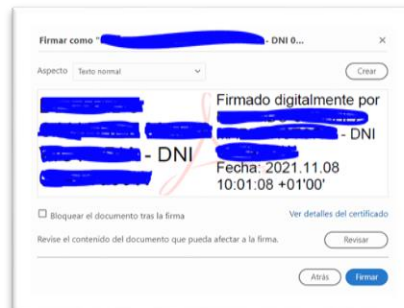 Firmar como "
- DNI 0...
×
Aspecto Texto normal
Crear
- DNI
Firmado digitalmente por
- DNI
Fecha: 2021.11.08
10:01:08 +01'00'
Bloquear el documento tras la firma
Ver detalles del certificado
Revise el contenido del documento que pueda afectar a la firma.
Revisar
Atrás
Firmar